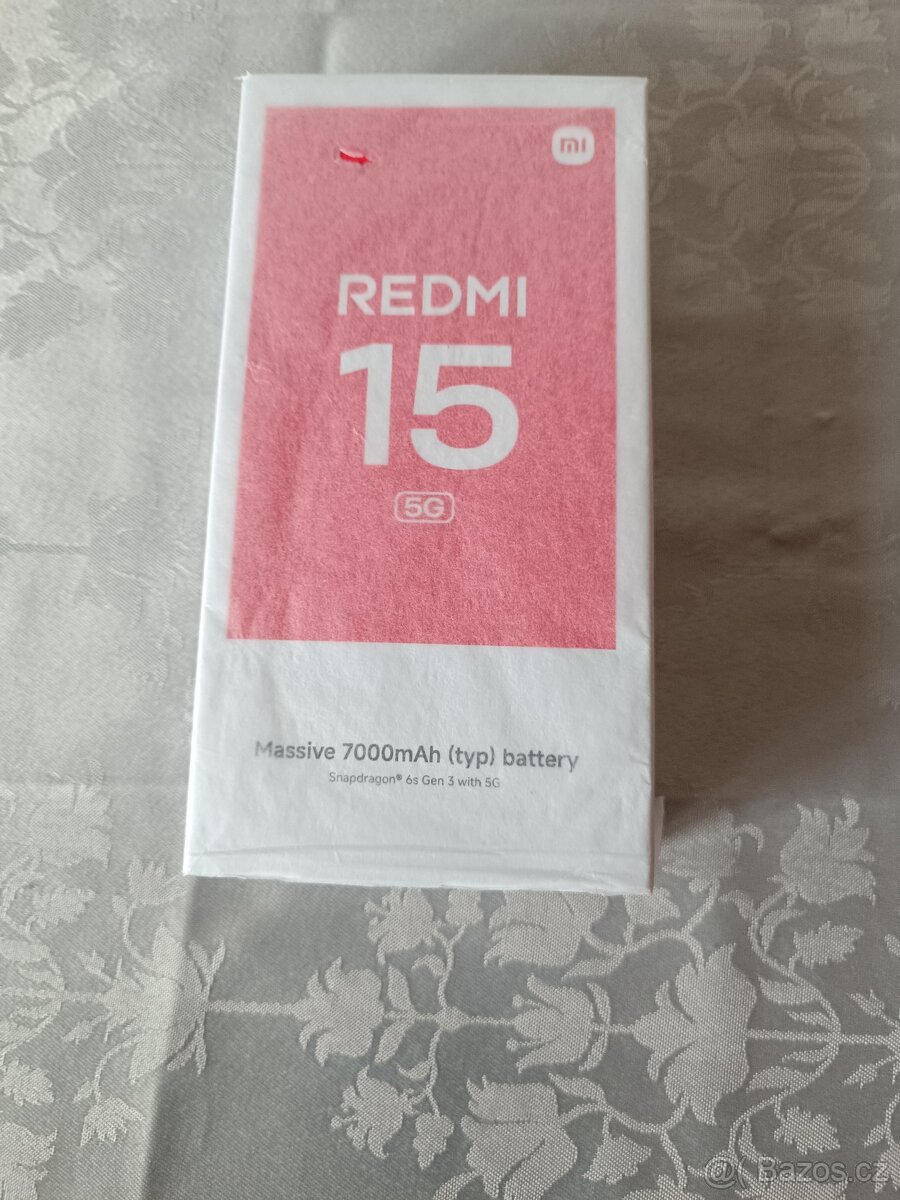 mi
REDMI
15
5G
Massive 7000mAh (typ) battery
Snapdragon® 6s Gen 3 with 5G
@( Bazos.cz